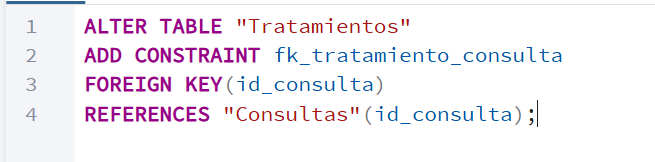 1 ALTER TABLE "Tratamientos"
2 ADD CONSTRAINT fk_tratamiento_consulta
3 FOREIGN KEY(id_consulta)
4 REFERENCES "Consultas"(id_consulta);